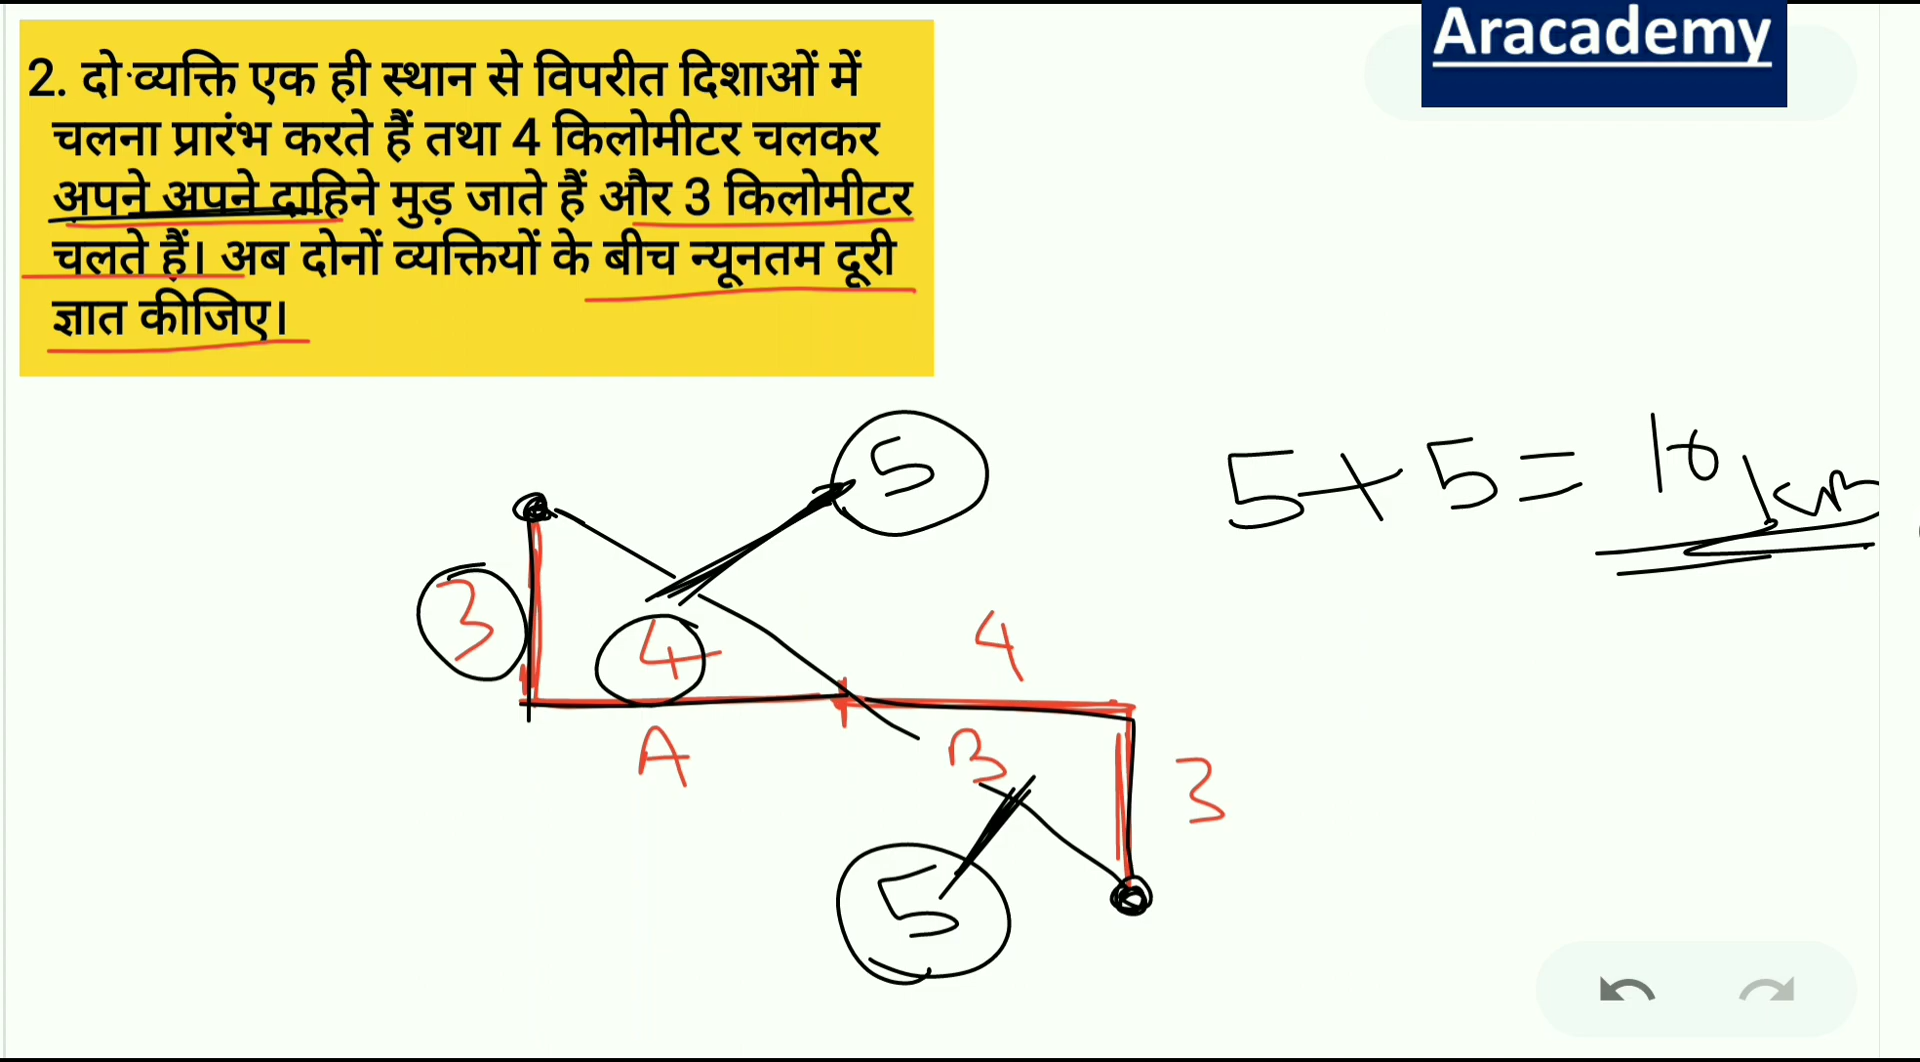 Aracademy
2. दो व्यक्ति एक ही स्थान से विपरीत दिशाओं में
चलना प्रारंभ करते हैं तथा 4 किलोमीटर चलकर
अपने अपने दाहिने मुड़ जाते हैं और 3 किलोमीटर
चलते हैं। अब दोनों व्यक्तियों के बीच न्यूनतम दूरी
ज्ञात कीजिए।
5
5+5=10 km
3
4
4
A
B
3
5